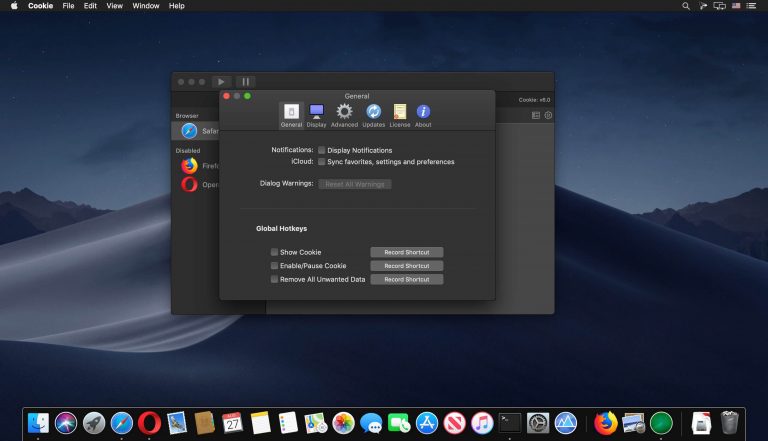 Cookie File Edit View Window Help
General
Cookie: v6.0
General Display Advanced Updates License About
Browser
Safar
Disabled
Firefo
Oper
Notifications: Display Notifications
iCloud: Sync favorites, settings and preferences
Dialog Warnings: Reset All Warnings
Global Hotkeys
Show Cookie Record Shortcut
Enable/Pause Cookie Record Shortcut
Remove All Unwanted Data Record Shortcut
27